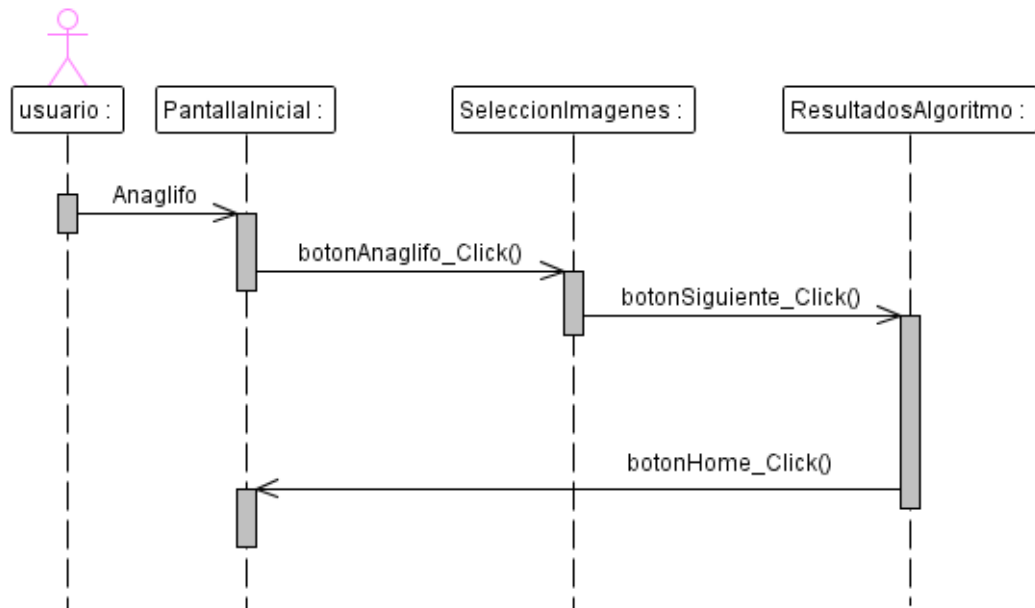 usuario :
PantallaInicial :
SeleccionImagenes :
ResultadosAlgoritmo :
Anaglifo
botonAnaglifo_Click()
botonSiguiente_Click()
botonHome_Click()